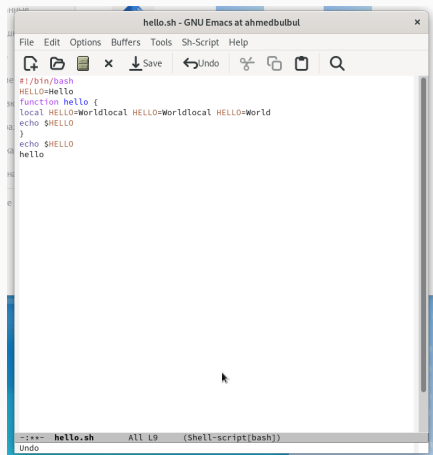 hello.sh - GNU Emacs at ahmedbulbul
File Edit Options Buffers Tools Sh-Script Help
Save Undo
#!/bin/bash
HELLO=Hello
function hello {
local HELLO=Worldlocal HELLO=Worldlocal HELLO=World
echo $HELLO
}
echo $HELLO
hello
-:**- hello.sh All L9 (Shell-script[bash])
Undo